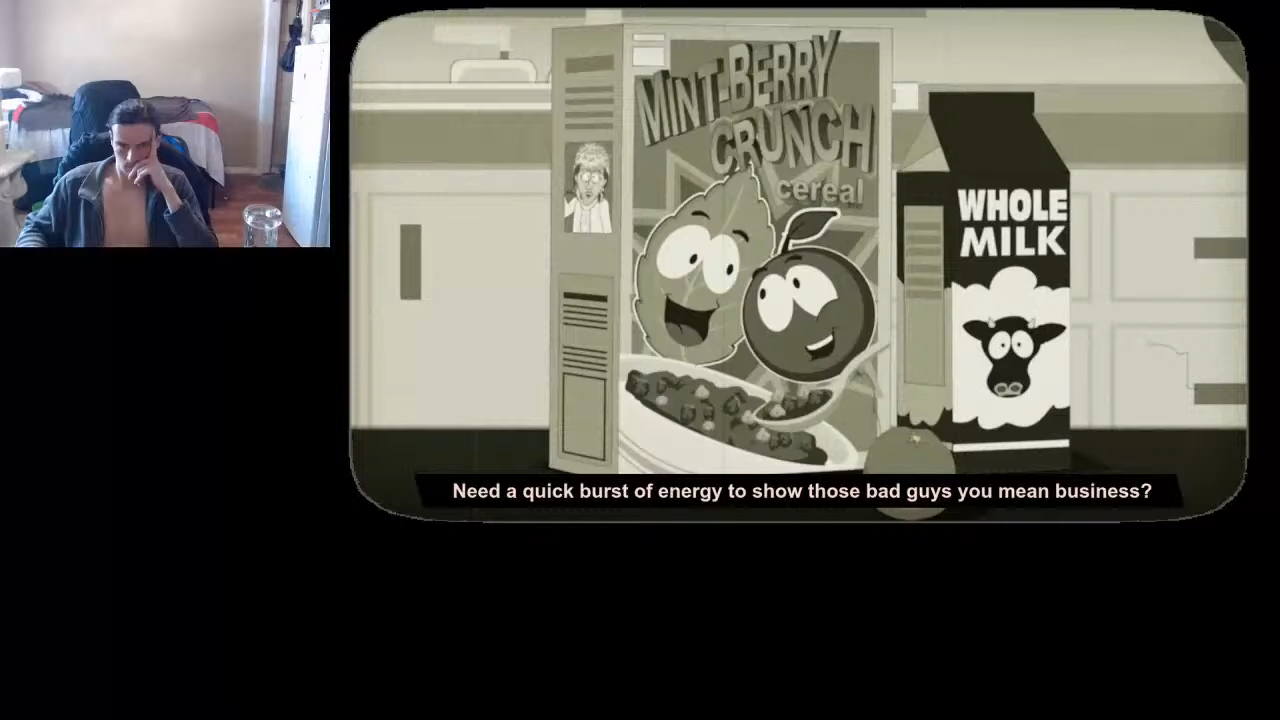 MINT-BERRY
CRUNCH
cereal
WHOLE
MILK
Need a quick burst of energy to show those bad guys you mean business?